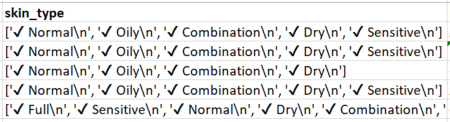 skin_type
['✔ Normal\n', '✔ Oily\n', '✔ Combination\n', '✔ Dry\n', '✔ Sensitive\n']
['✔ Normal\n', '✔ Oily\n', '✔ Combination\n', '✔ Dry\n', '✔ Sensitive\n']
['✔ Normal\n', '✔ Oily\n', '✔ Combination\n', '✔ Dry\n']
['✔ Normal\n', '✔ Oily\n', '✔ Combination\n', '✔ Dry\n', '✔ Sensitive\n']
['✔ Full\n', '✔ Sensitive\n', '✔ Normal\n', '✔ Dry\n', '✔ Combination\n', '